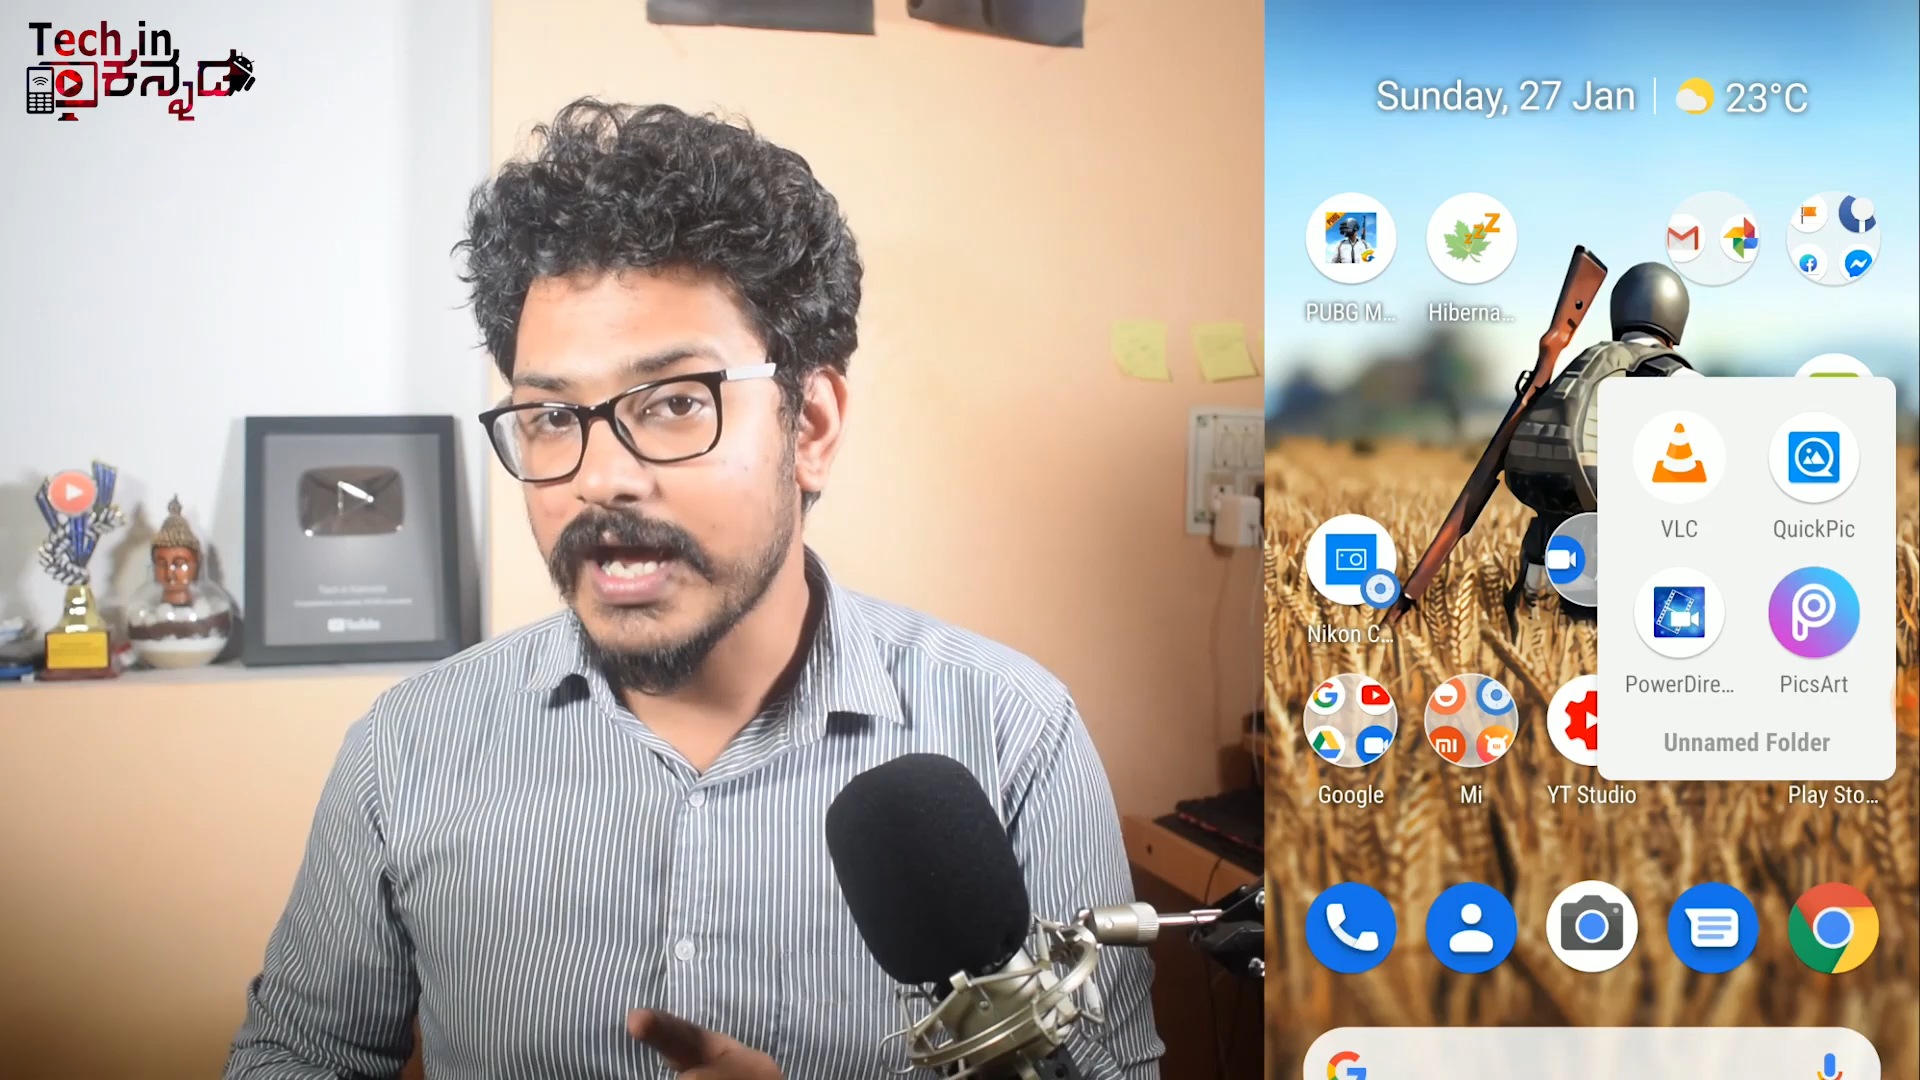 Tech in
ಕನ್ನಡ
Sunday, 27 Jan
23°C
PUBG M...
Hiberna...
VLC
QuickPic
Nikon C...
PowerDire...
PicsArt
Unnamed Folder
Google
Mi
YT Studio
Play Sto...